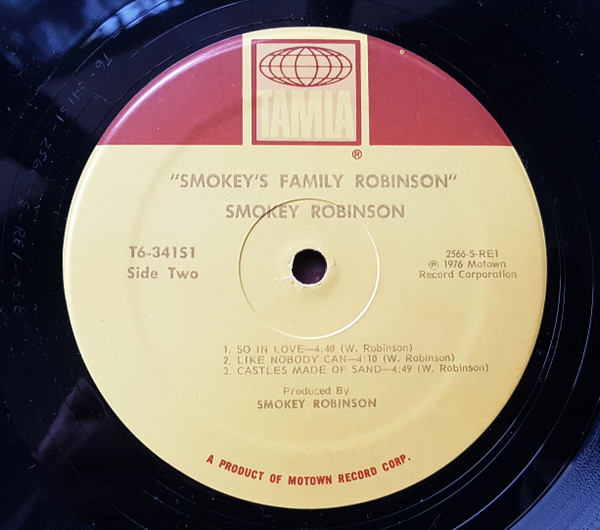 TAMLA
®
"SMOKEY'S FAMILY ROBINSON"
SMOKEY ROBINSON
T6-341S1
Side Two
2566-S-RE1
℗ 1976 Motown
Record Corporation
1. SO IN LOVE—4:40 (W. Robinson)
2. LIKE NOBODY CAN—4:10 (W. Robinson)
3. CASTLES MADE OF SAND—4:49 (W. Robinson)
Produced By
SMOKEY ROBINSON
A PRODUCT OF MOTOWN RECORD CORP.